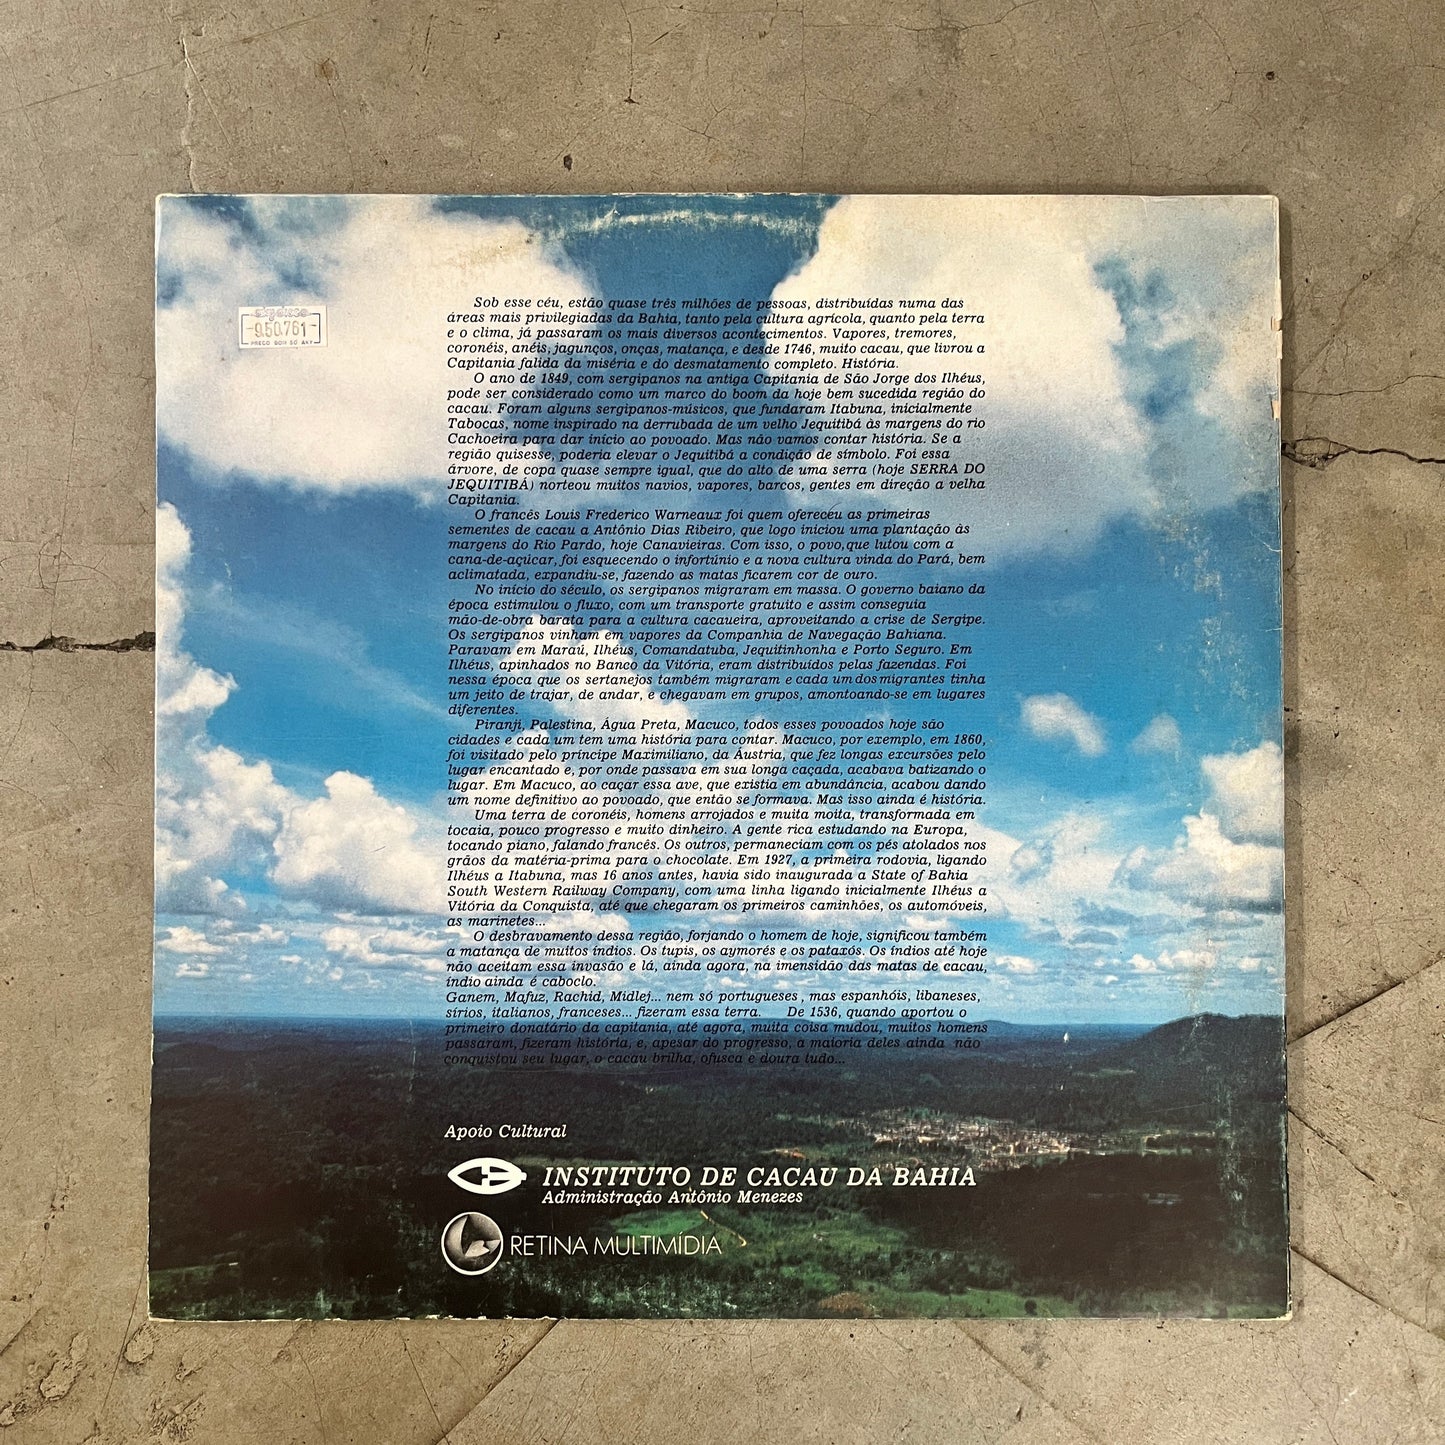 -950.761-
PREÇO BOM SÓ AKY
Sob esse céu, estão quase três milhões de pessoas, distribuídas numa das
áreas mais privilegiadas da Bahia, tanto pela cultura agrícola, quanto pela terra
e o clima, já passaram os mais diversos acontecimentos. Vapores, tremores,
coronéis, anéis, jagunços, onças, matança, e desde 1746, muito cacau, que livrou a
Capitania falida da miséria e do desmatamento completo. História.
O ano de 1849, com sergipanos na antiga Capitania de São Jorge dos Ilhéus,
pode ser considerado como um marco do boom da hoje bem sucedida região do
cacau. Foram alguns sergipanos-músicos, que fundaram Itabuna, inicialmente
Tabocas, nome inspirado na derrubada de um velho Jequitibá às margens do rio
Cachoeira para dar início ao povoado. Mas não vamos contar história. Se a
região quisesse, poderia elevar o Jequitibá a condição de símbolo. Foi essa
árvore, de copa quase sempre igual, que do alto de uma serra (hoje SERRA DO
JEQUITIBÁ) norteou muitos navios, vapores, barcos, gentes em direção a velha
Capitania.
O francês Louis Frederico Warneaux foi quem ofereceu as primeiras
sementes de cacau a Antônio Dias Ribeiro, que logo iniciou uma plantação às
margens do Rio Pardo, hoje Canavieiras. Com isso, o povo,que lutou com a
cana-de-açúcar, foi esquecendo o infortúnio e a nova cultura vinda do Pará, bem
aclimatada, expandiu-se, fazendo as matas ficarem cor de ouro.
No início do século, os sergipanos migraram em massa. O governo baiano da
época estimulou o fluxo, com um transporte gratuito e assim conseguia
mão-de-obra barata para a cultura cacaueira, aproveitando a crise de Sergipe.
Os sergipanos vinham em vapores da Companhia de Navegação Bahiana.
Paravam em Maraú, Ilhéus, Comandatuba, Jequitinhonha e Porto Seguro. Em
Ilhéus, apinhados no Banco da Vitória, eram distribuídos pelas fazendas. Foi
nessa época que os sertanejos também migraram e cada um dos migrantes tinha
um jeito de trajar, de andar, e chegavam em grupos, amontoando-se em lugares
diferentes.
Piranji, Palestina, Água Preta, Macuco, todos esses povoados hoje são
cidades e cada um tem uma história para contar. Macuco, por exemplo, em 1860,
foi visitado pelo príncipe Maximiliano, da Áustria, que fez longas excursões pelo
lugar encantado e, por onde passava em sua longa caçada, acabava batizando o
lugar. Em Macuco, ao caçar essa ave, que existia em abundância, acabou dando
um nome definitivo ao povoado, que então se formava. Mas isso ainda é história.
Uma terra de coronéis, homens arrojados e muita moita, transformada em
tocaia, pouco progresso e muito dinheiro. A gente rica estudando na Europa,
tocando piano, falando francês. Os outros, permaneciam com os pés atolados nos
grãos da matéria-prima para o chocolate. Em 1927, a primeira rodovia, ligando
Ilhéus a Itabuna, mas 16 anos antes, havia sido inaugurada a State of Bahia
South Western Railway Company, com uma linha ligando inicialmente Ilhéus a
Vitória da Conquista, até que chegaram os primeiros caminhões, os automóveis,
as marinetes...
O desbravamento dessa região, forjando o homem de hoje, significou também
a matança de muitos índios. Os tupis, os aymorés e os pataxós. Os índios até hoje
não aceitam essa invasão e lá, ainda agora, na imensidão das matas de cacau,
índio ainda é caboclo.
Ganem, Mafuz, Rachid, Midlej... nem só portugueses, mas espanhóis, libaneses,
sírios, italianos, franceses... fizeram essa terra. De 1536, quando aportou o
primeiro donatário da capitania, até agora, muita coisa mudou, muitos homens
passaram, fizeram história, e, apesar do progresso, a maioria deles ainda não
conquistou seu lugar, o cacau brilha, ofusca e doura tudo...
Apoio Cultural
INSTITUTO DE CACAU DA BAHIA
Administração Antônio Menezes
RETINA MULTIMÍDIA